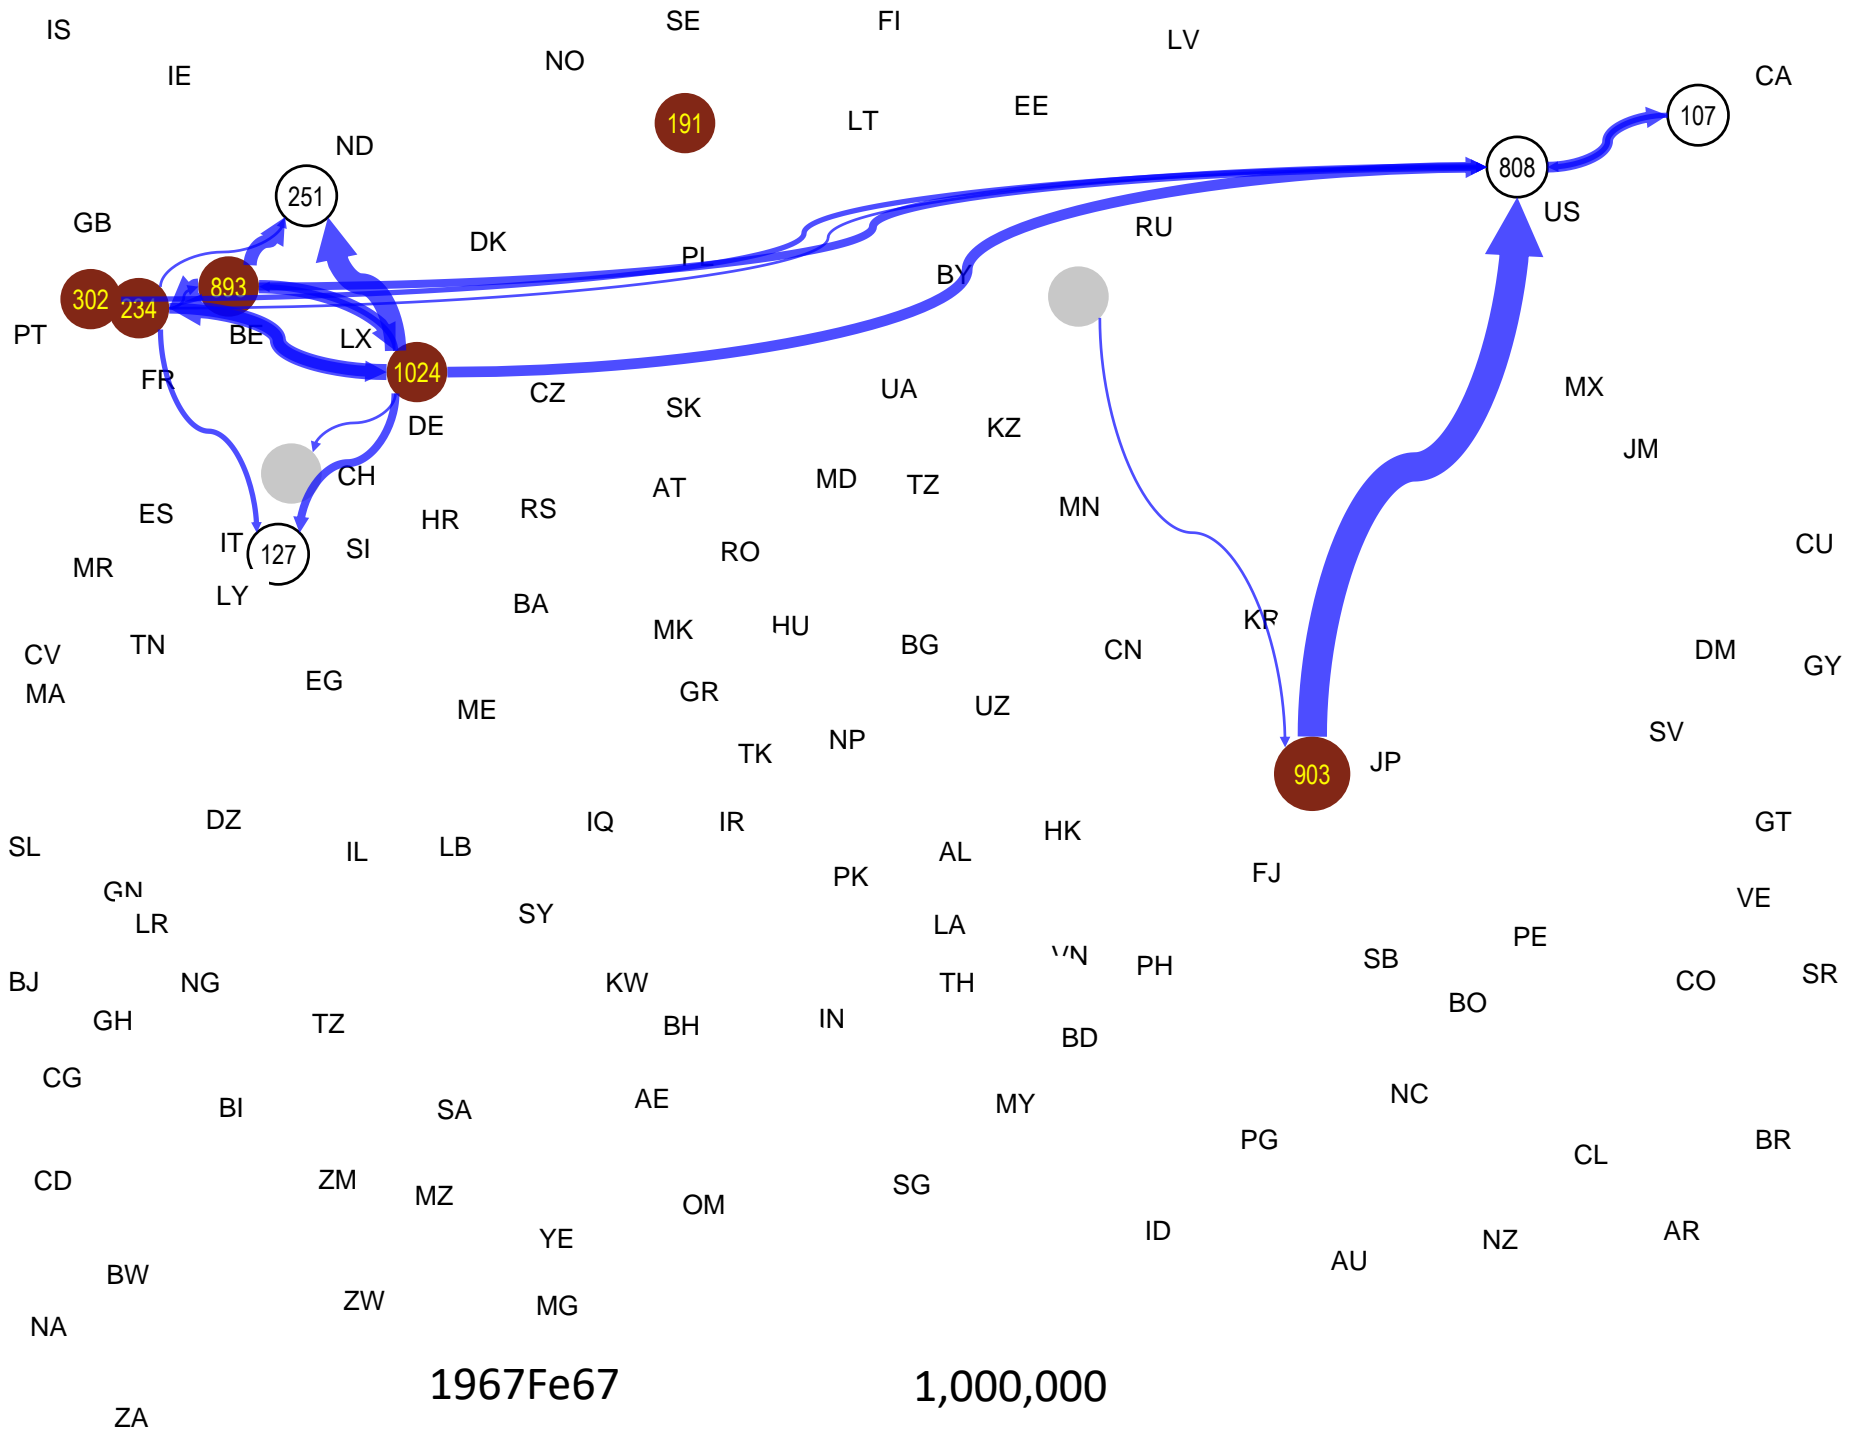 IS
SE
FI
LV
IE
NO
CA
191
LT
EE
107
ND
808
251
GB
US
DK
PL
RU
BY
893
302
234
PT
BE
LX
1024
FR
CZ
UA
MX
SK
DE
KZ
JM
CH
AT
MD
TZ
MN
ES
HR
RS
IT
127
SI
RO
CU
MR
LY
BA
KR
MK
HU
TN
BG
CN
DM
CV
GY
EG
MA
GR
ME
UZ
SV
TK
NP
JP
903
DZ
IQ
IR
HK
GT
SL
IL
LB
AL
PK
FJ
GN
VE
SY
LR
LA
PE
VN
PH
SB
BJ
NG
KW
TH
CO
SR
BO
GH
TZ
BH
IN
BD
CG
NC
BI
SA
AE
MY
PG
BR
CL
CD
ZM
MZ
SG
OM
YE
ID
NZ
AR
AU
BW
ZW
MG
NA
1967Fe67
1,000,000
ZA